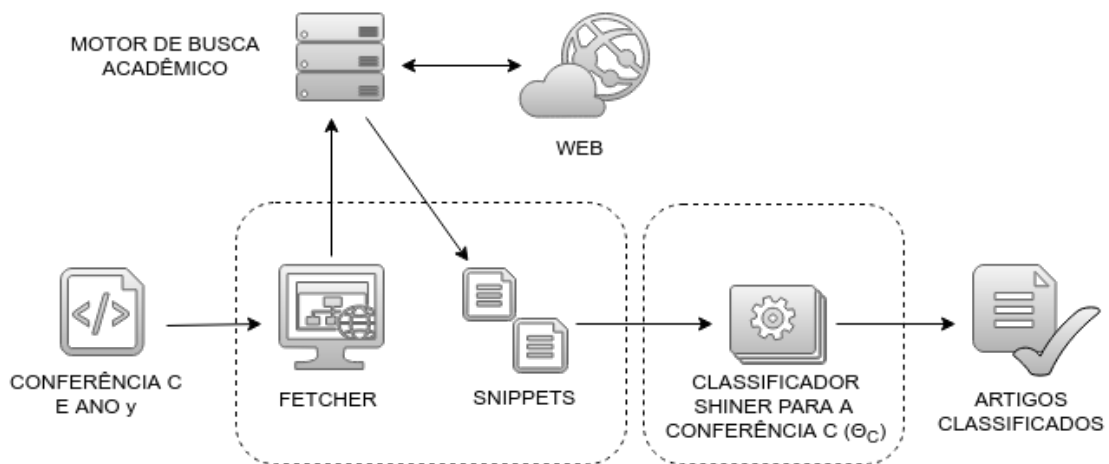 MOTOR DE BUSCA
ACADÊMICO
WEB
</>
CONFERÊNCIA C
E ANO y
FETCHER
SNIPPETS
CLASSIFICADOR
SHINER PARA A
CONFERÊNCIA C (Θ_C)
ARTIGOS
CLASSIFICADOS